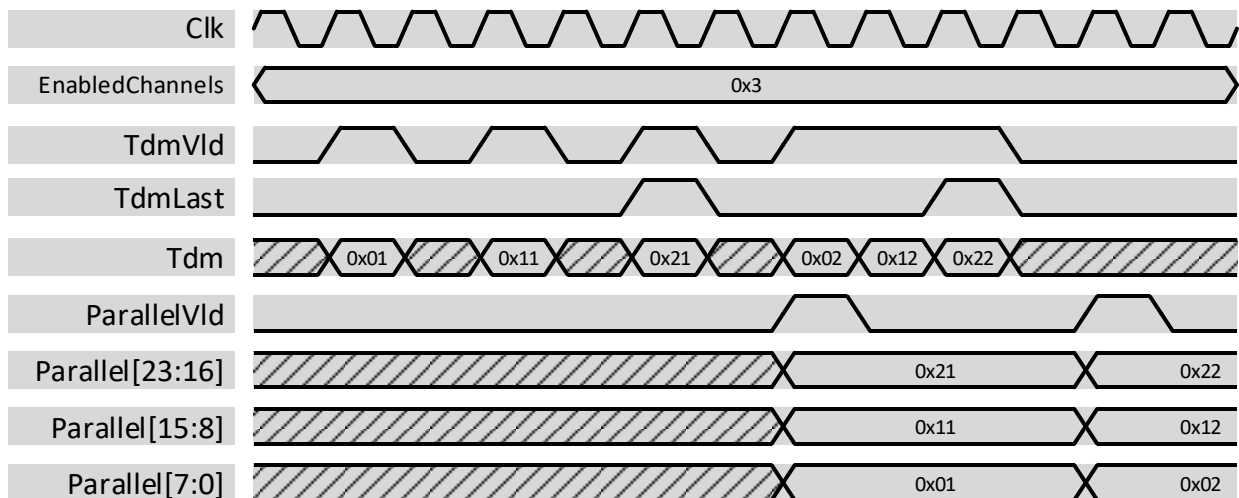 Clk
EnabledChannels 0x3
TdmVld
TdmLast
Tdm 0x01 0x11 0x21 0x02 0x12 0x22
ParallelVld
Parallel[23:16] 0x21 0x22
Parallel[15:8] 0x11 0x12
Parallel[7:0] 0x01 0x02